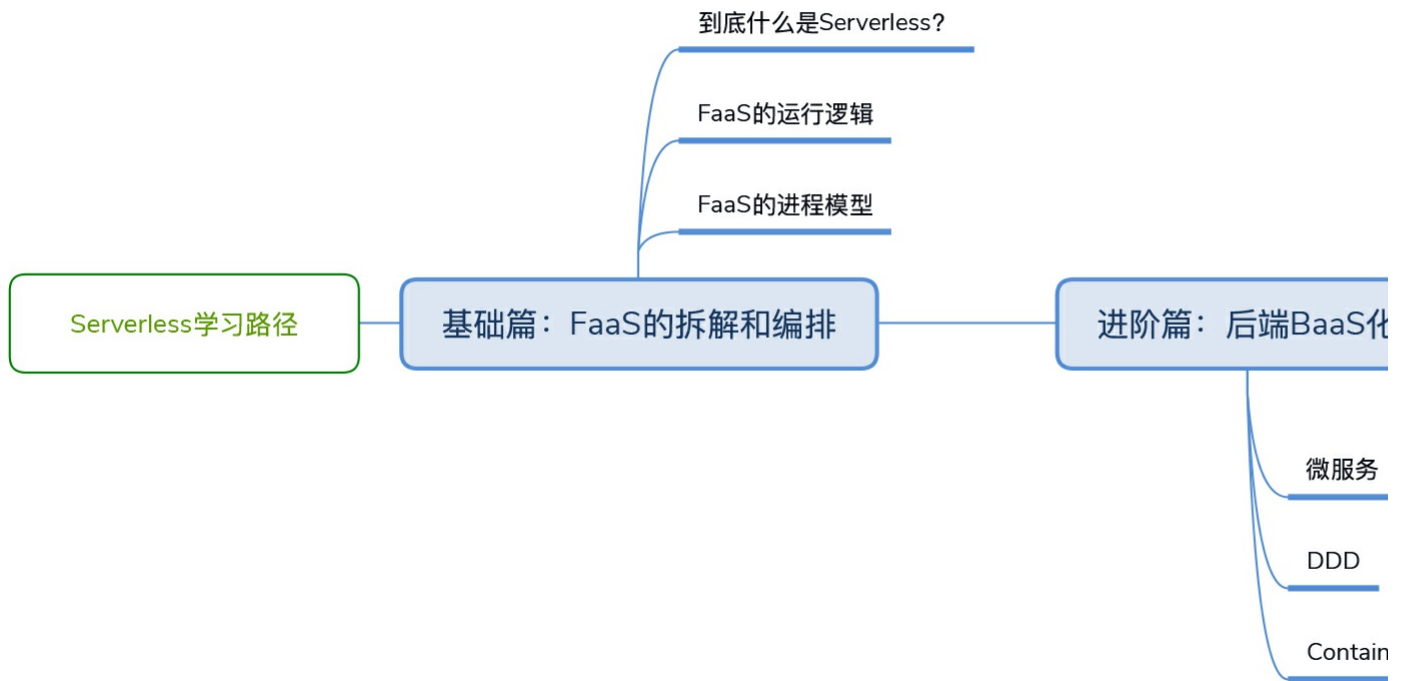 到底什么是Serverless?
FaaS的运行逻辑
FaaS的进程模型
Serverless学习路径
基础篇：FaaS的拆解和编排
进阶篇：后端BaaS化
微服务
DDD